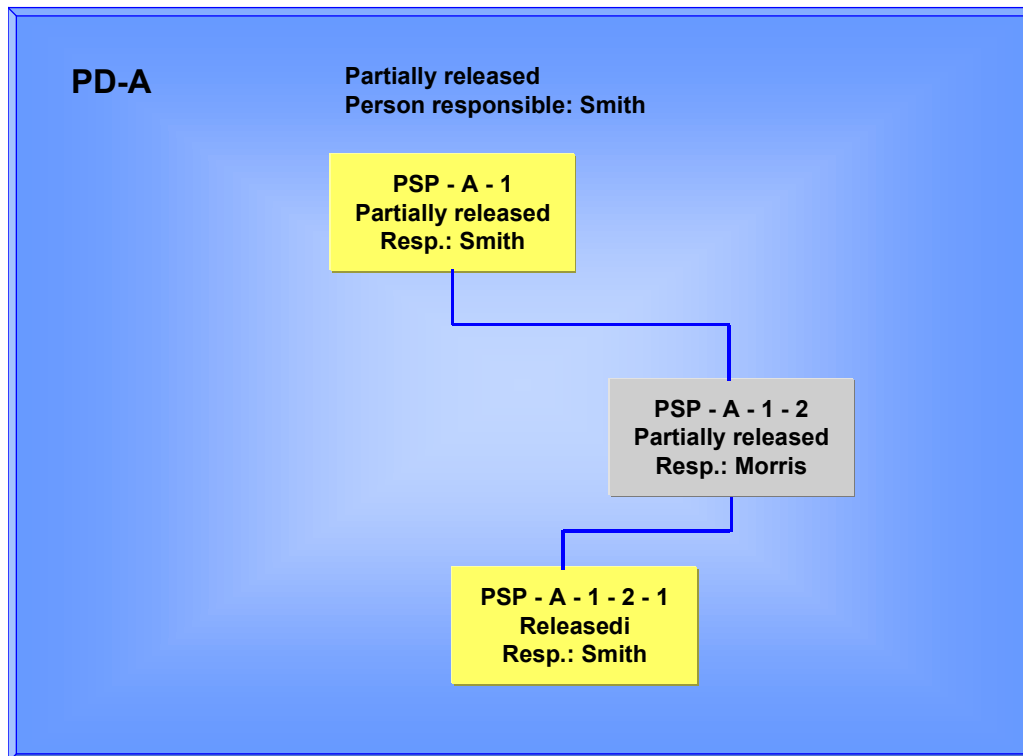 PD-A
Partially released
Person responsible: Smith
PSP - A - 1
Partially released
Resp.: Smith
PSP - A - 1 - 2
Partially released
Resp.: Morris
PSP - A - 1 - 2 - 1
Releasedi
Resp.: Smith